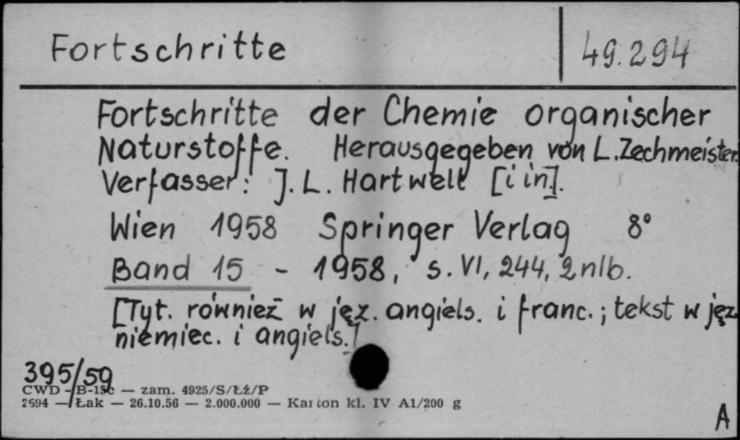 Fortschritte
49.294
Fortschritte der Chemie organischer
Naturstoffe. Herausgegeben von L. Zechmeister.
Verfasser: J. L. Hartwell [i in].
Wien 1958 Springer Verlag 8°
Band 15 - 1958, s. VI, 244, 2 nlb.
[Tyt. również w jęz. angiels. i franc.; tekst w jęz.
niemiec. i angiels.]
395/59
CWD - B-15c — zam. 4925/S/Łż/P
2694 — Łak — 26.10.56 — 2.000.000 — Karton kl. IV A1/200 g
A